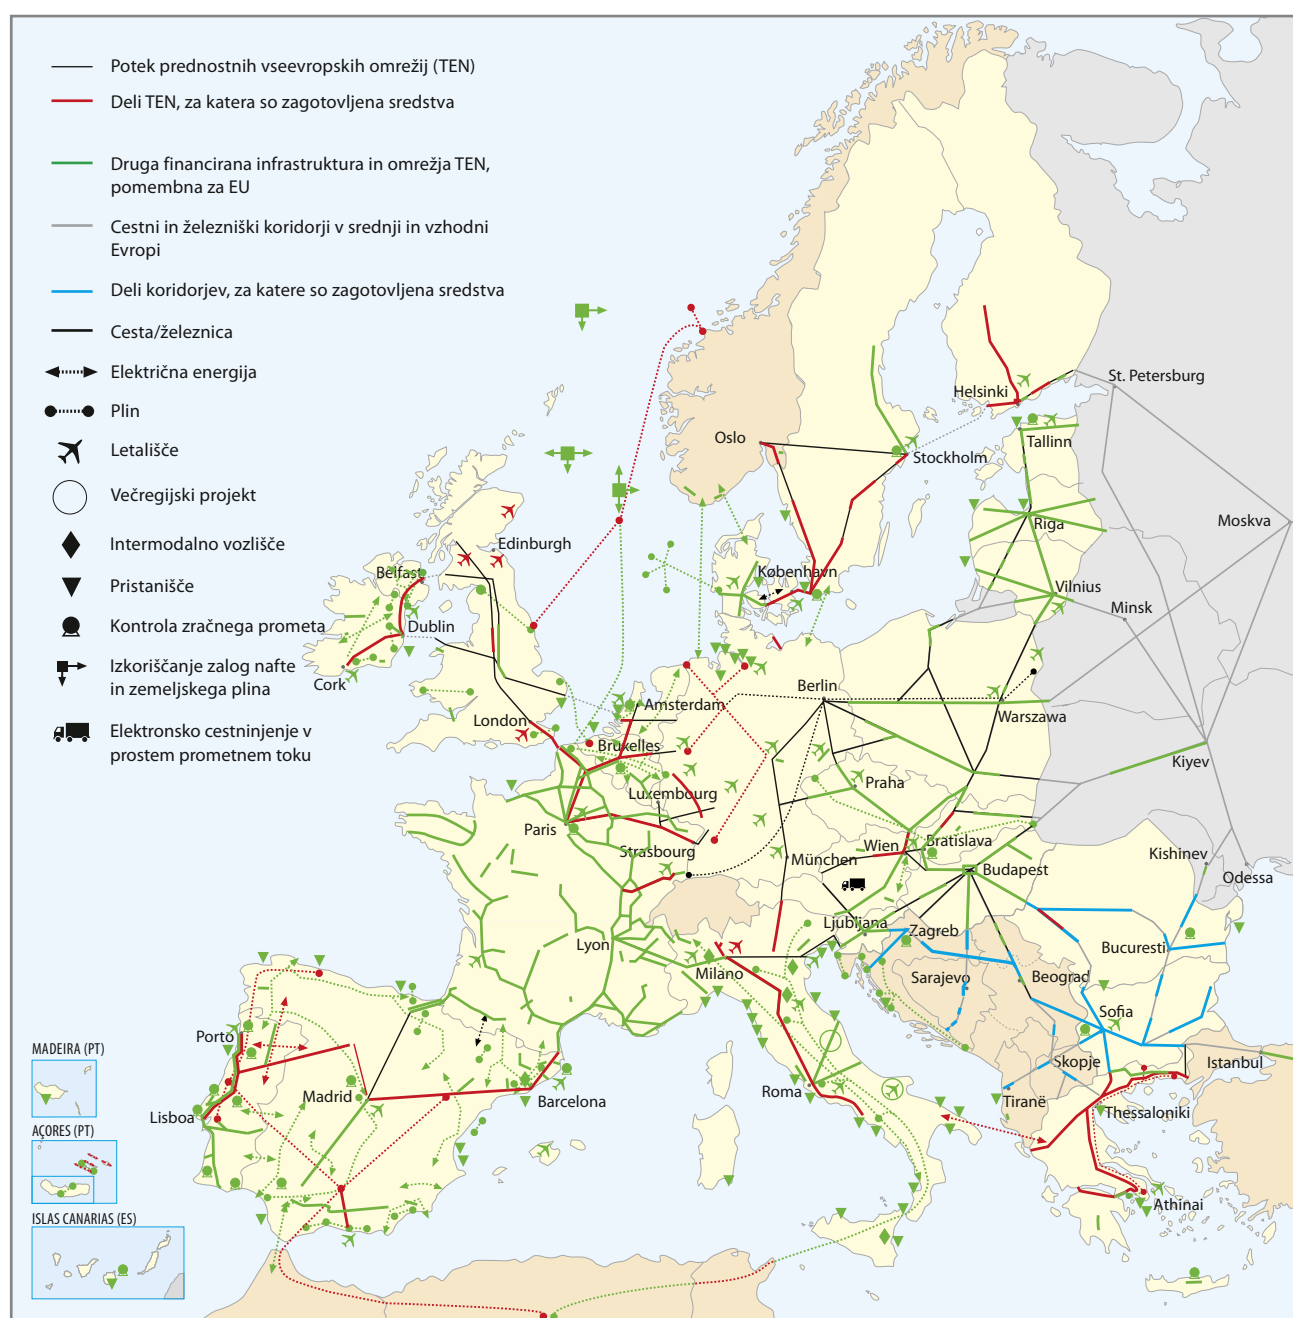 Potek prednostnih vseevropskih omrežij (TEN)
Deli TEN, za katera so zagotovljena sredstva
Druga financirana infrastruktura in omrežja TEN,
pomembna za EU
Cestni in železniški koridorji v srednji in vzhodni
Evropi
Deli koridorjev, za katere so zagotovljena sredstva
Cesta/železnica
Električna energija
Plin
Letališče
Večregijski projekt
Intermodalno vozlišče
Pristanišče
Kontrola zračnega prometa
Izkoriščanje zalog nafte
in zemeljskega plina
Elektronsko cestninjenje v
prostem prometnem toku
Helsinki
St. Petersburg
Oslo
Stockholm
Tallinn
Moskva
Riga
Edinburgh
Belfast
København
Vilnius
Minsk
Dublin
Cork
Berlin
Amsterdam
Warszawa
London
Bruxelles
Kiyev
Luxembourg
Praha
Paris
Strasbourg
Wien
Bratislava
München
Budapest
Kishinev
Odessa
Lyon
Ljubljana
Zagreb
Bucuresti
Milano
Sarajevo
Beograd
Sofia
Porto
Skopje
Istanbul
MADEIRA (PT)
Madrid
Barcelona
Roma
Tiranë
Thessaloniki
Lisboa
AÇORES (PT)
Athinai
ISLAS CANARIAS (ES)